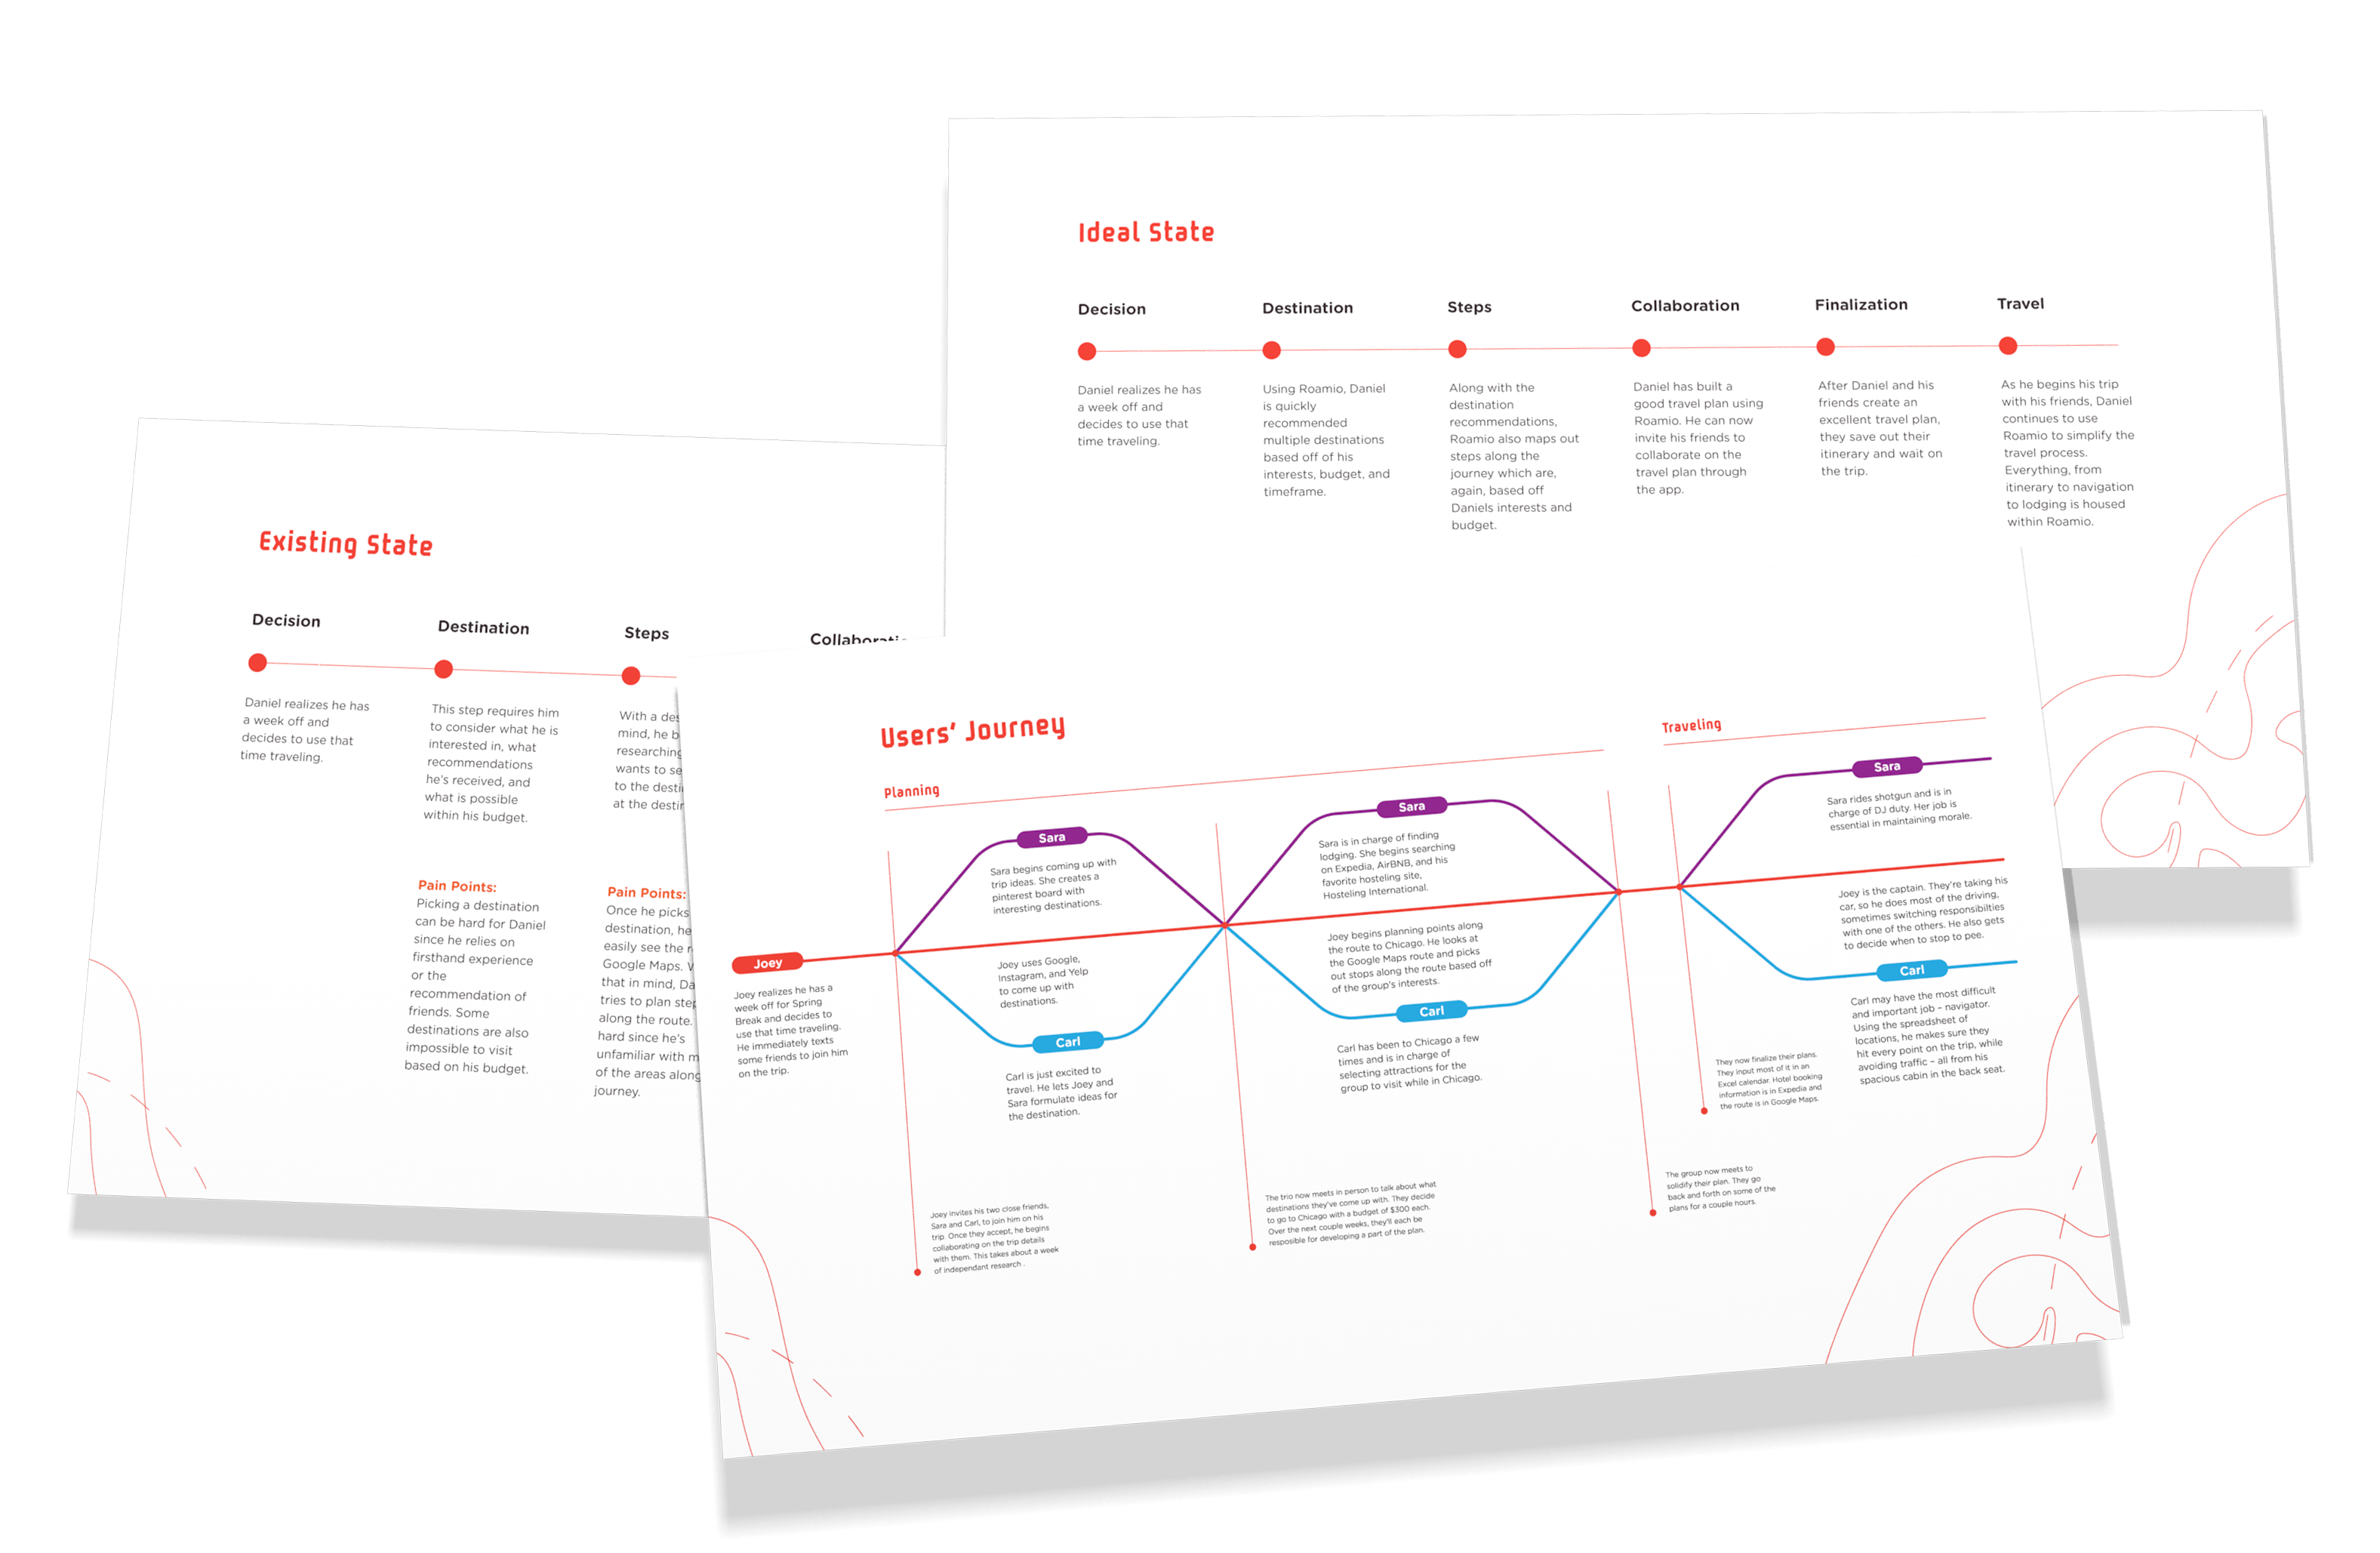 Ideal State
Decision
Destination
Steps
Collaboration
Finalization
Travel
Daniel realizes he has
a week off and
decides to use that
time traveling.
Using Roamio, Daniel
is quickly
recommended
multiple destinations
based off of his
interests, budget, and
timeframe.
Along with the
destination
recommendations,
Roamio also maps out
steps along the
journey which are,
again, based off
Daniels interests and
budget.
Daniel has built a
good travel plan using
Roamio. He can now
invite his friends to
collaborate on the
travel plan through
the app.
After Daniel and his
friends create an
excellent travel plan,
they save out their
itinerary and wait on
the trip.
As he begins his trip
with his friends, Daniel
continues to use
Roamio to simplify the
travel process.
Everything, from
itinerary to navigation
to lodging is housed
within Roamio.
Existing State
Decision
Destination
Steps
Daniel realizes he has
a week off and
decides to use that
time traveling.
This step requires him
to consider what he is
interested in, what
recommendations
he's received, and
what is possible
within his budget.
Pain Points:
Picking a destination
can be hard for Daniel
since he relies on
firsthand experience
or the
recommendation of
friends. Some
destinations are also
impossible to visit
based on his budget.
With a
mind, he
researching
wants to
to the
at the
Pain Points:
Once he picks
destination, he
easily see the
Google Maps.
that in mind,
tries to plan
along the route.
hard since he's
unfamiliar with
of the areas along
journey.
Users' Journey
Planning
Traveling
Joey
Joey realizes he has a
week off for Spring
Break and decides to
use that time traveling.
He immediately texts
some friends to join him
on the trip.
Sara
Sara begins coming up with
trip ideas. She creates a
pinterest board with
interesting destinations.
Joey uses Google,
Instagram, and Yelp
to come up with
destinations.
Carl
Carl is just excited to
travel. He lets Joey and
Sara formulate ideas for
the destination.
Joey invites his two close friends,
Sara and Carl, to join him on his
trip. Once they accept, he begins
collaborating on the trip details
with them. This takes about a week
of independant research .
Sara
Sara is in charge of finding
lodging. She begins searching
on Expedia, AirBNB, and his
favorite hosteling site,
Hosteling International.
Joey begins planning points along
the route to Chicago. He looks at
the Google Maps route and picks
out stops along the route based off
of the group's interests.
Carl
Carl has been to Chicago a few
times and is in charge of
selecting attractions for the
group to visit while in Chicago.
The trio now meets in person to talk about what
destinations they've come up with. They decide
to go to Chicago with a budget of $300 each.
Over the next couple weeks, they'll each be
resposible for developing a part of the plan.
The group now meets to
solidify their plan. They go
back and forth on some of the
plans for a couple hours.
They now finalize their plans.
They input most of it in an
Excel calendar. Hotel booking
information is in Expedia and
the route is in Google Maps.
Sara
Sara rides shotgun and is in
charge of DJ duty. Her job is
essential in maintaining morale.
Joey is the captain. They're taking his
car, so he does most of the driving,
sometimes switching responsibilties
with one of the others. He also gets
to decide when to stop to pee.
Carl
Carl may have the most difficult
and important job – navigator.
Using the spreadsheet of
locations, he makes sure they
hit every point on the trip, while
avoiding traffic – all from his
spacious cabin in the back seat.